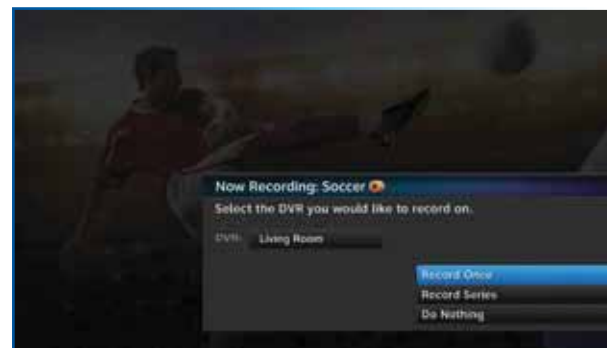 Now Recording: Soccer
Select the DVR you would like to record on.
DVR: Living Room
Record Once
Record Series
Do Nothing